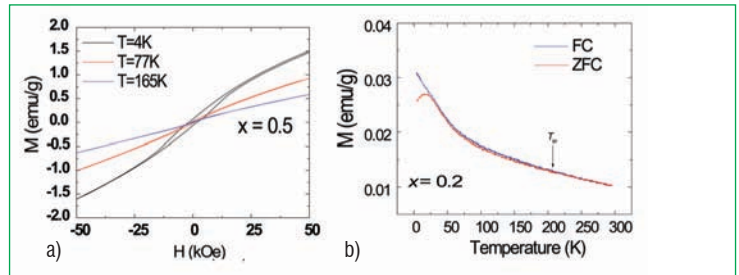 2.0
1.5
1.0
0.5
0.0
-0.5
-1.0
-1.5
2.0
M (emu/g)
T=4K
T=77K
T=165K
x = 0.5
-50
-25
0
25
50
H (kOe)
a)
0.04
0.03
0.02
0.01
M (emu/g)
FC
ZFC
x= 0.2
0
50
100
150
200
250
300
Temperature (K)
b)